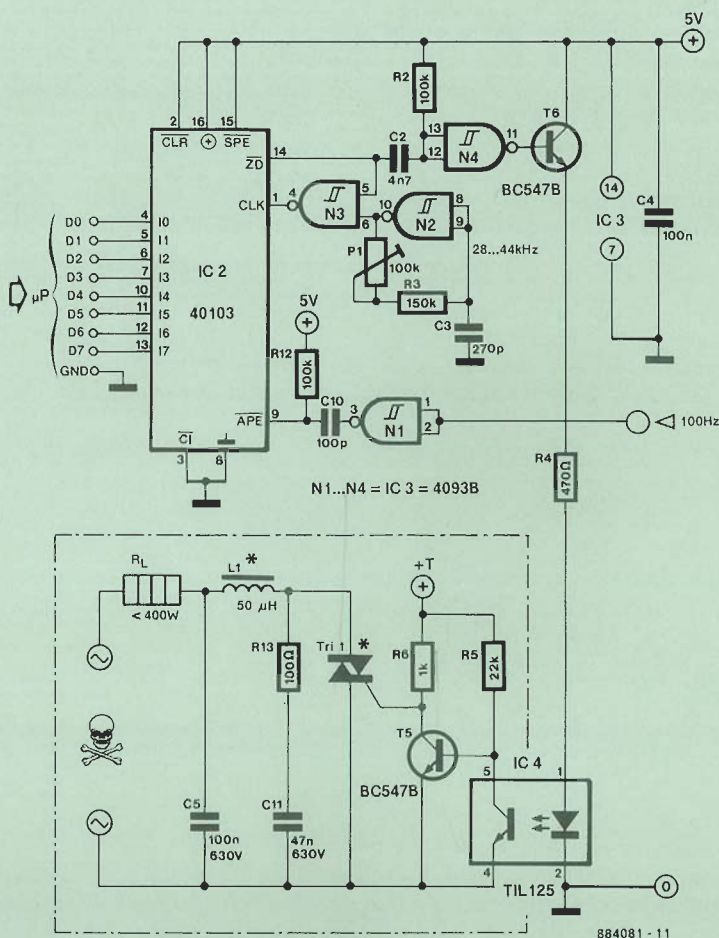 5V
+
2
16
15
CLR
+
SPE
ZD
14
CLK
1
IC 2
40103
D0
D1
D2
D3
D4
D5
D6
D7
GND
µP
4
5
6
7
10
11
12
13
I0
I1
I2
I3
I4
I5
I6
I7
APE
9
CI
3
8
R2
100k
C2
4n7
13
12
N4
11
T6
BC547B
4
N3
5
6
10
N2
8
9
28...44kHz
P1
100k
R3
150k
C3
270p
14
IC 3
7
C4
100n
5V
+
R12
100k
C10
100p
3
N1
1
2
100Hz
N1...N4 = IC 3 = 4093B
R4
470Ω
RL
< 400W
L1 *
50 µH
R13
100Ω
Tri 1 *
+T
+
R6
1k
R5
22k
T5
BC547B
IC 4
5
1
4
2
TIL125
C5
100n
630V
C11
47n
630V
0
884081 - 11